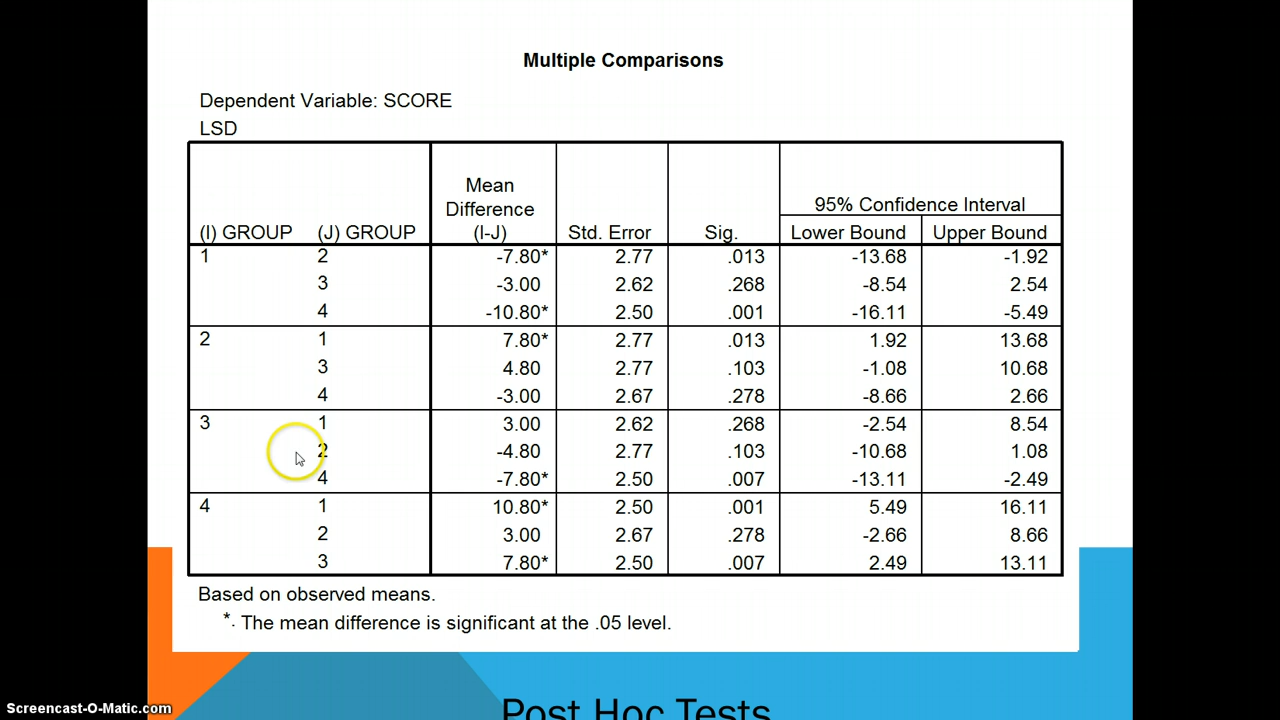 Multiple Comparisons
Dependent Variable: SCORE
LSD
Mean
Difference
95% Confidence Interval
(I) GROUP (J) GROUP (I-J) Std. Error Sig. Lower Bound Upper Bound
1 2 -7.80* 2.77 .013 -13.68 -1.92
3 -3.00 2.62 .268 -8.54 2.54
4 -10.80* 2.50 .001 -16.11 -5.49
2 1 7.80* 2.77 .013 1.92 13.68
3 4.80 2.77 .103 -1.08 10.68
4 -3.00 2.67 .278 -8.66 2.66
3 1 3.00 2.62 .268 -2.54 8.54
2 -4.80 2.77 .103 -10.68 1.08
4 -7.80* 2.50 .007 -13.11 -2.49
4 1 10.80* 2.50 .001 5.49 16.11
2 3.00 2.67 .278 -2.66 8.66
3 7.80* 2.50 .007 2.49 13.11
Based on observed means.
*. The mean difference is significant at the .05 level.
Post Hoc Tests
Screencast-O-Matic.com